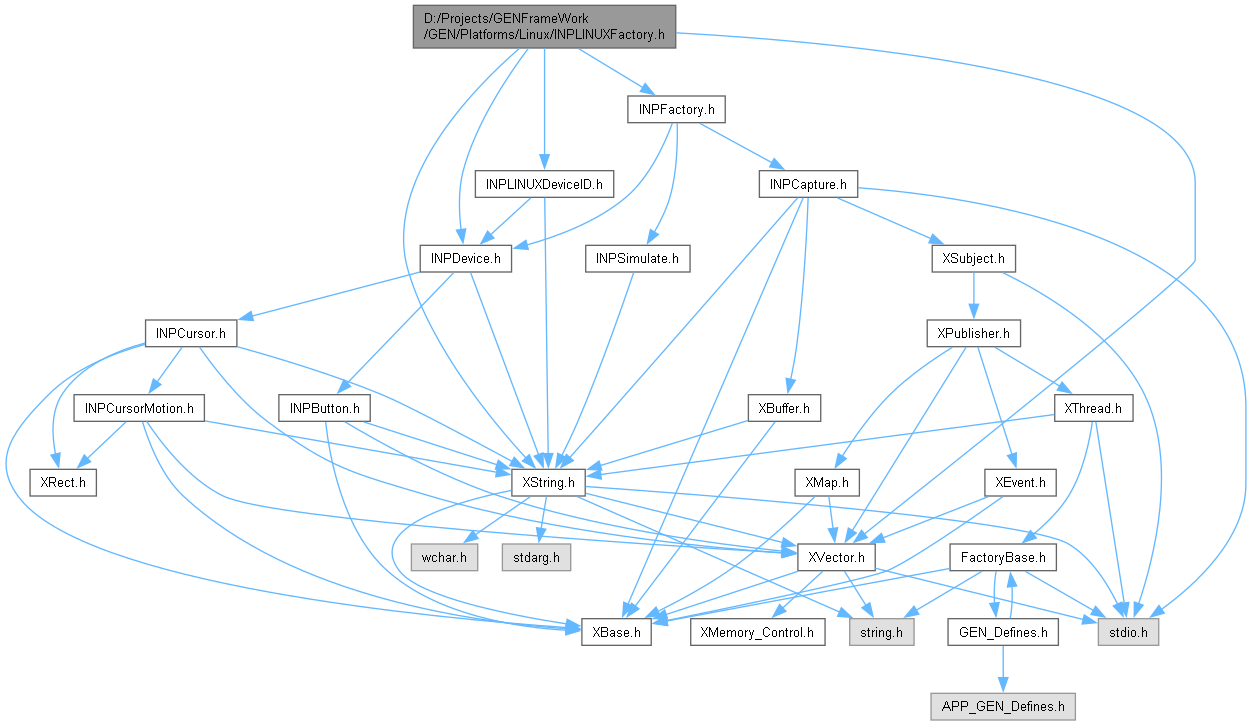 D:/Projects/GENFrameWork
/GEN/Platforms/Linux/INPLINUXFactory.h
INPFactory.h
INPLINUXDeviceID.h
INPCapture.h
INPDevice.h
INPSimulate.h
XSubject.h
INPCursor.h
XPublisher.h
INPCursorMotion.h
INPButton.h
XBuffer.h
XThread.h
XRect.h
XString.h
XMap.h
XEvent.h
wchar.h
stdarg.h
XVector.h
FactoryBase.h
XBase.h
XMemory_Control.h
string.h
GEN_Defines.h
stdio.h
APP_GEN_Defines.h